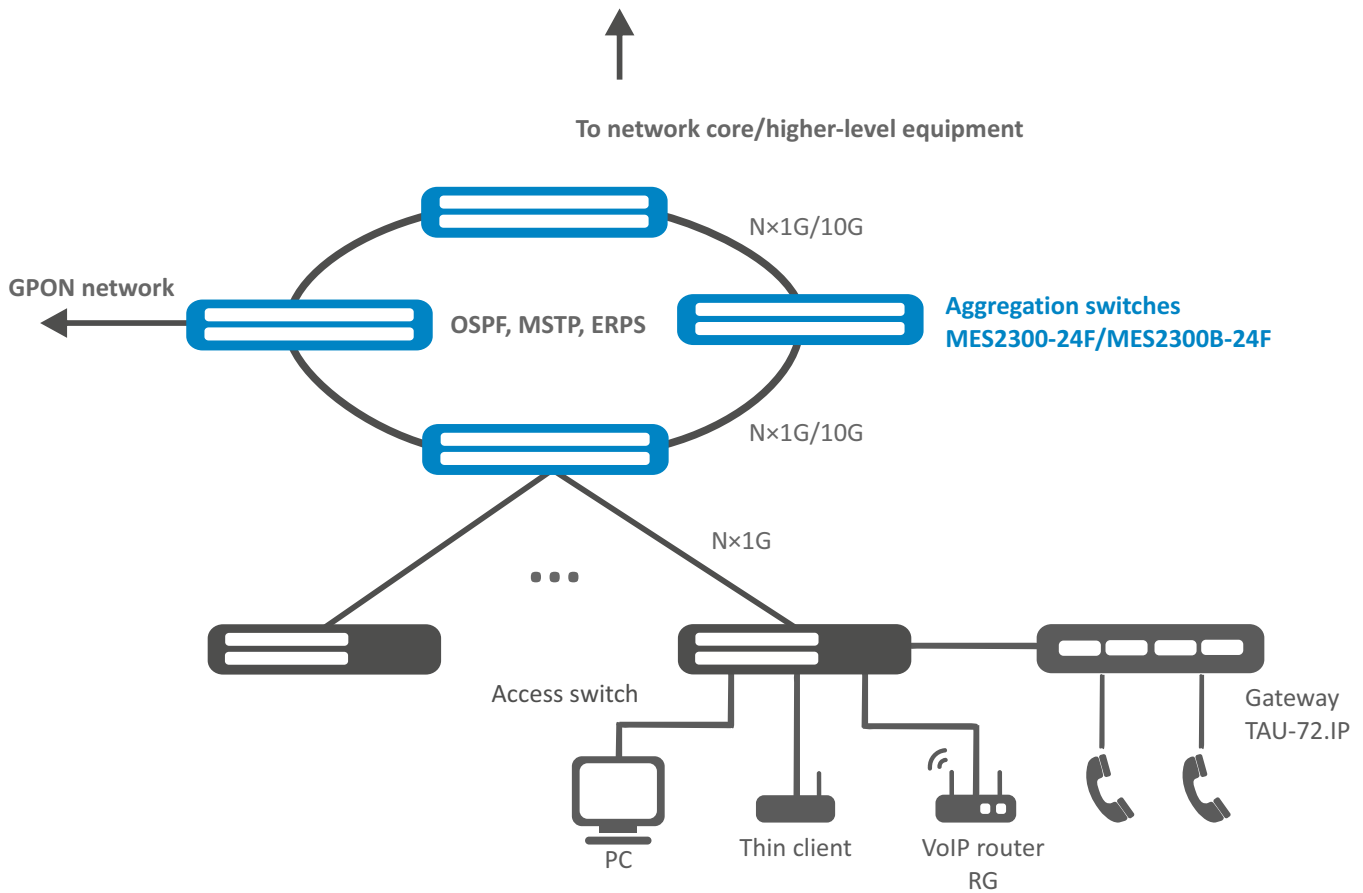 To network core/higher-level equipment
N×1G/10G
GPON network
OSPF, MSTP, ERPS
Aggregation switches
MES2300-24F/MES2300B-24F
N×1G/10G
N×1G
Access switch
Gateway
TAU-72.IP
PC
Thin client
VoIP router
RG